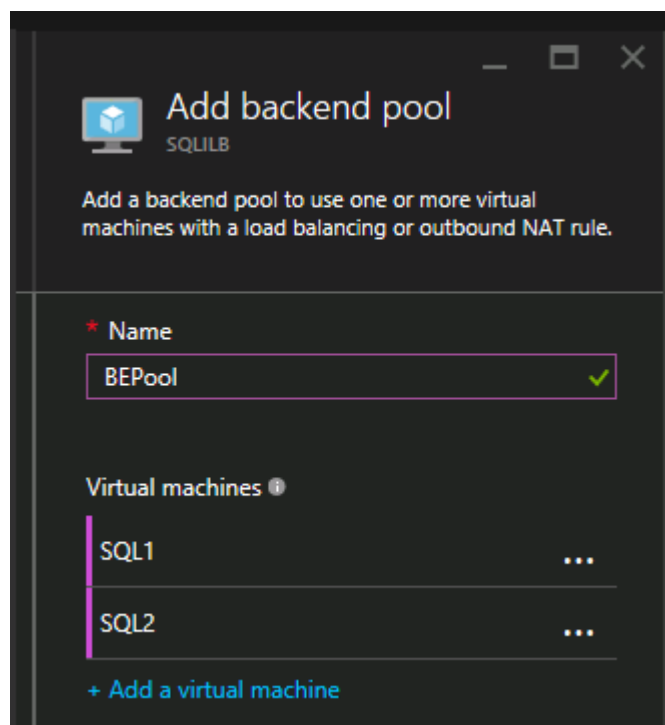 Add backend pool
SQLILB
Add a backend pool to use one or more virtual
machines with a load balancing or outbound NAT rule.
* Name
BEPool
Virtual machines
SQL1
...
SQL2
...
+ Add a virtual machine